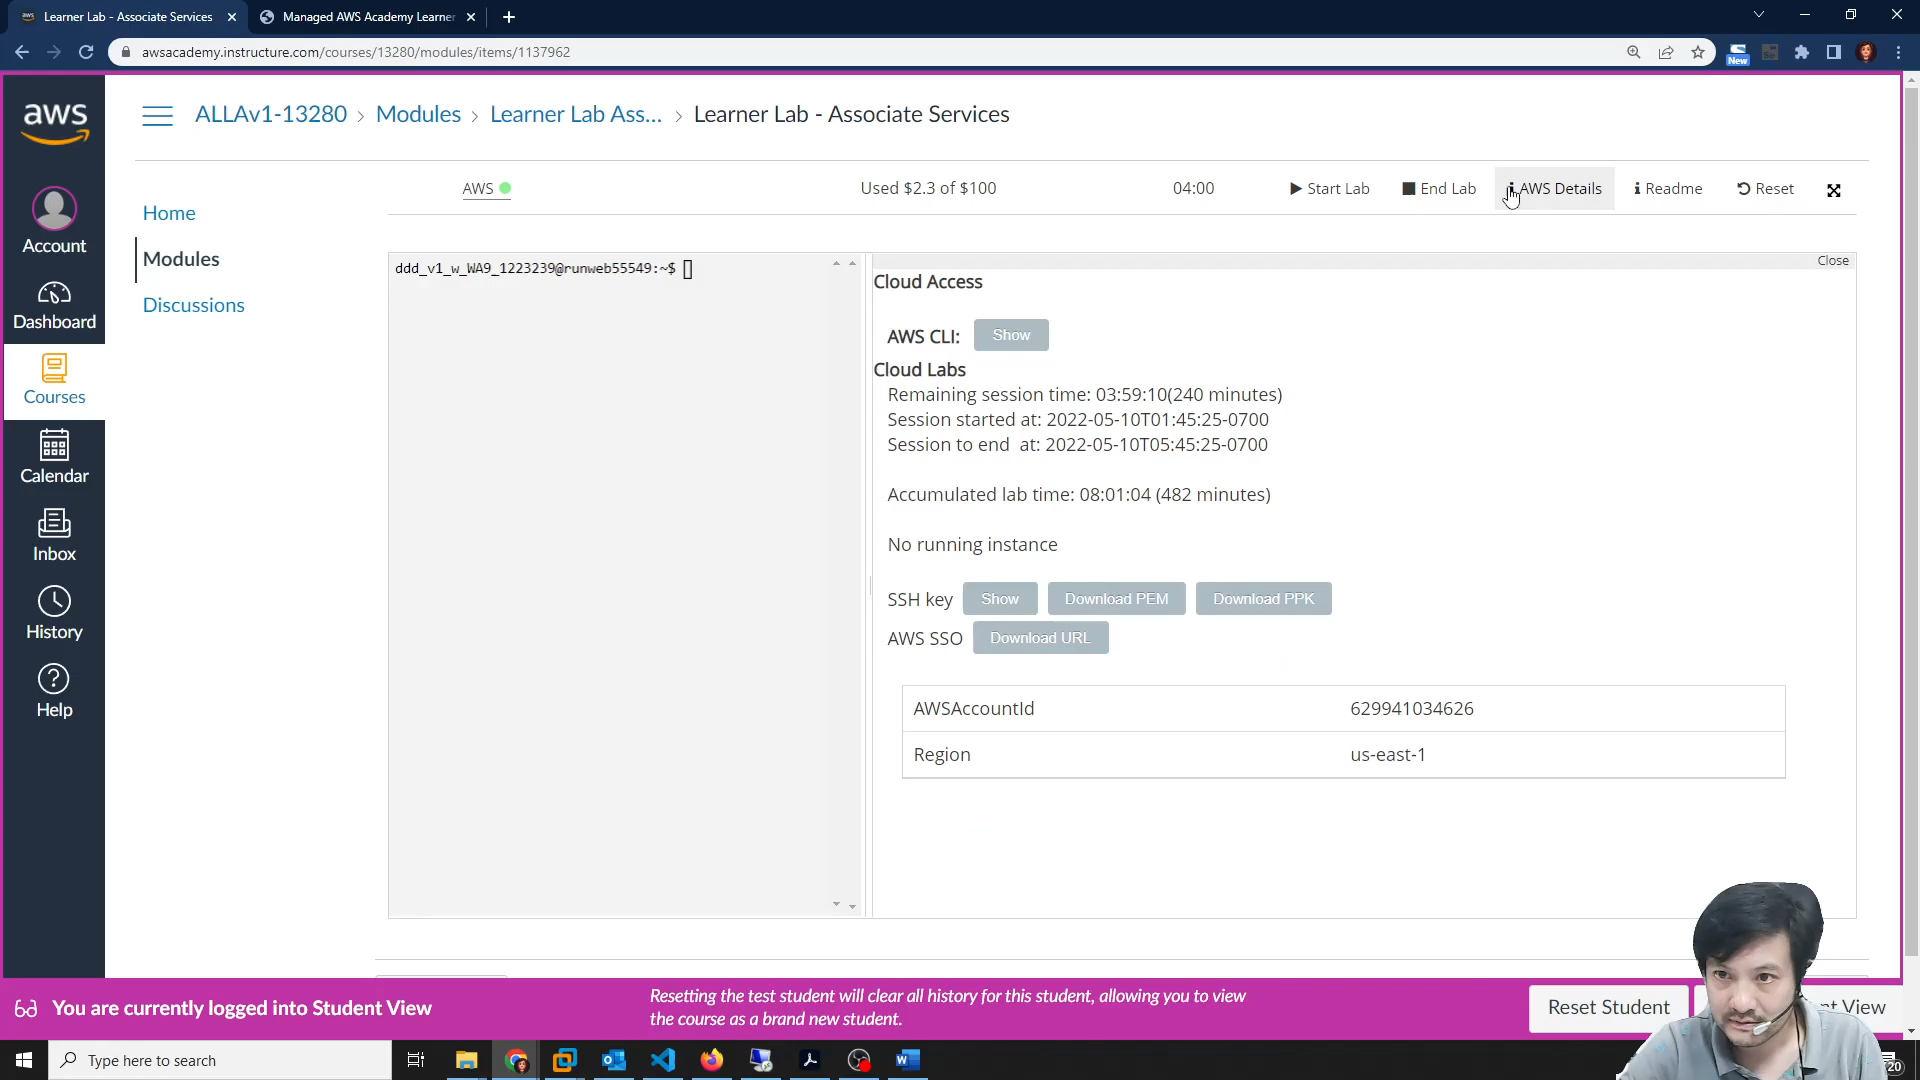 Learner Lab - Associate Services
Managed AWS Academy Learner
awsacademy.instructure.com/courses/13280/modules/items/1137962
New
aws
ALLAv1-13280 > Modules > Learner Lab Ass... > Learner Lab - Associate Services
Account
Dashboard
Courses
Calendar
Inbox
History
Help
Home
Modules
Discussions
AWS
Used $2.3 of $100
04:00
Start Lab
End Lab
AWS Details
Readme
Reset
ddd_v1_w_WA9_1223239@runweb55549:~$
Close
Cloud Access
AWS CLI: Show
Cloud Labs
Remaining session time: 03:59:10(240 minutes)
Session started at: 2022-05-10T01:45:25-0700
Session to end at: 2022-05-10T05:45:25-0700
Accumulated lab time: 08:01:04 (482 minutes)
No running instance
SSH key Show Download PEM Download PPK
AWS SSO Download URL
AWSAccountId 629941034626
Region us-east-1
You are currently logged into Student View
Resetting the test student will clear all history for this student, allowing you to view
the course as a brand new student.
Reset Student
View
Type here to search
20